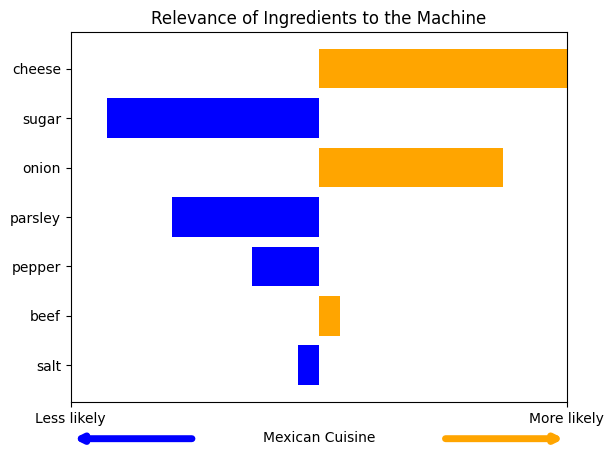 Relevance of Ingredients to the Machine
cheese
sugar
onion
parsley
pepper
beef
salt
Less likely
More likely
Mexican Cuisine